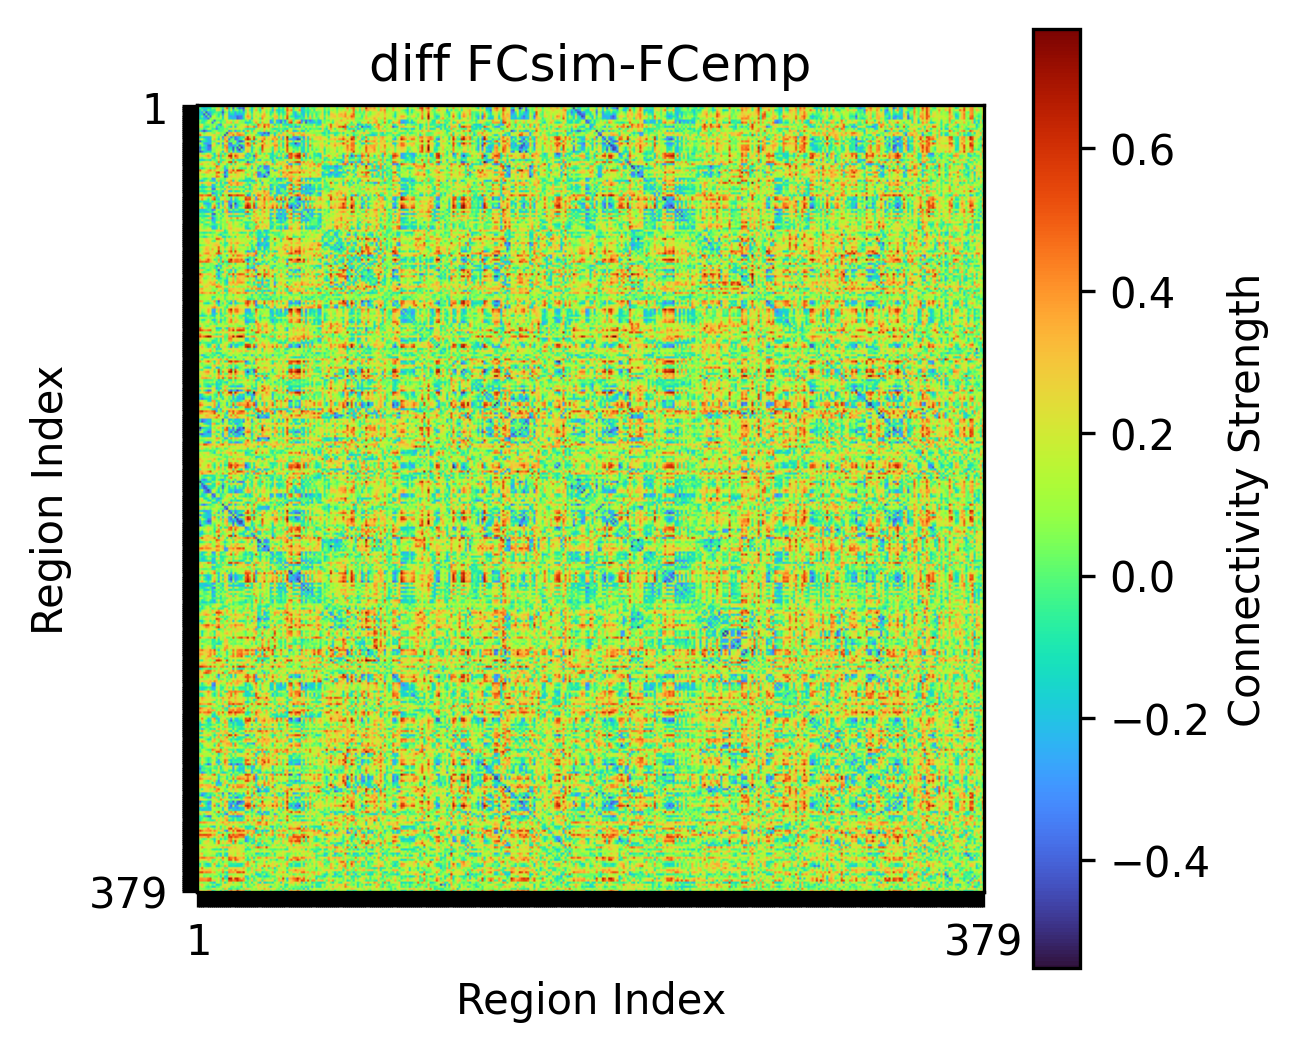 diff FCsim-FCemp
1
379
1
379
Region Index
Region Index
0.6
0.4
0.2
0.0
−0.2
−0.4
Connectivity Strength